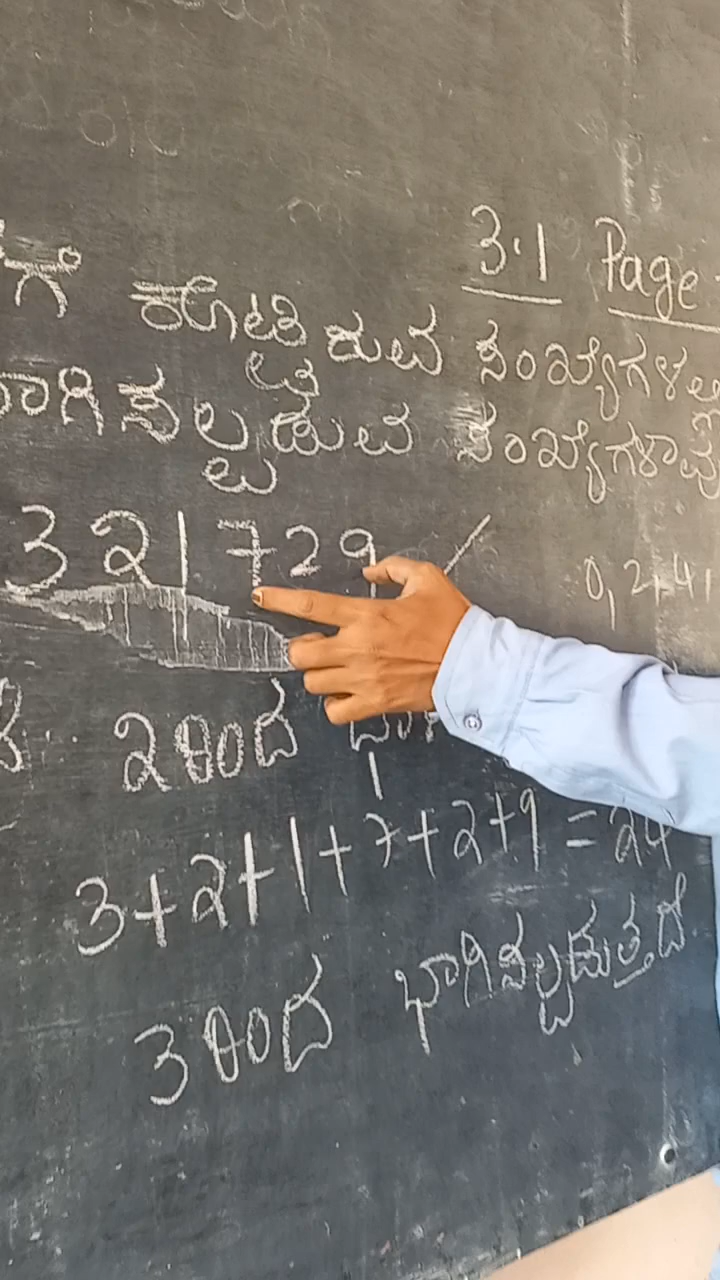 3.1 Page
ಗೆ ಕೊಟ್ಟಿರುವ ಸಂಖ್ಯೆಗಳಲ್ಲಿ
ಭಾಗಿಸಲ್ಪಡುವ ಸಂಖ್ಯೆಗಳಾವು
321729
0, 2, 4,
2ರಿಂದ
3+2+1+7+2+9 = 24
3ರಿಂದ ಭಾಗಿಸಲ್ಪಡುತ್ತದೆ